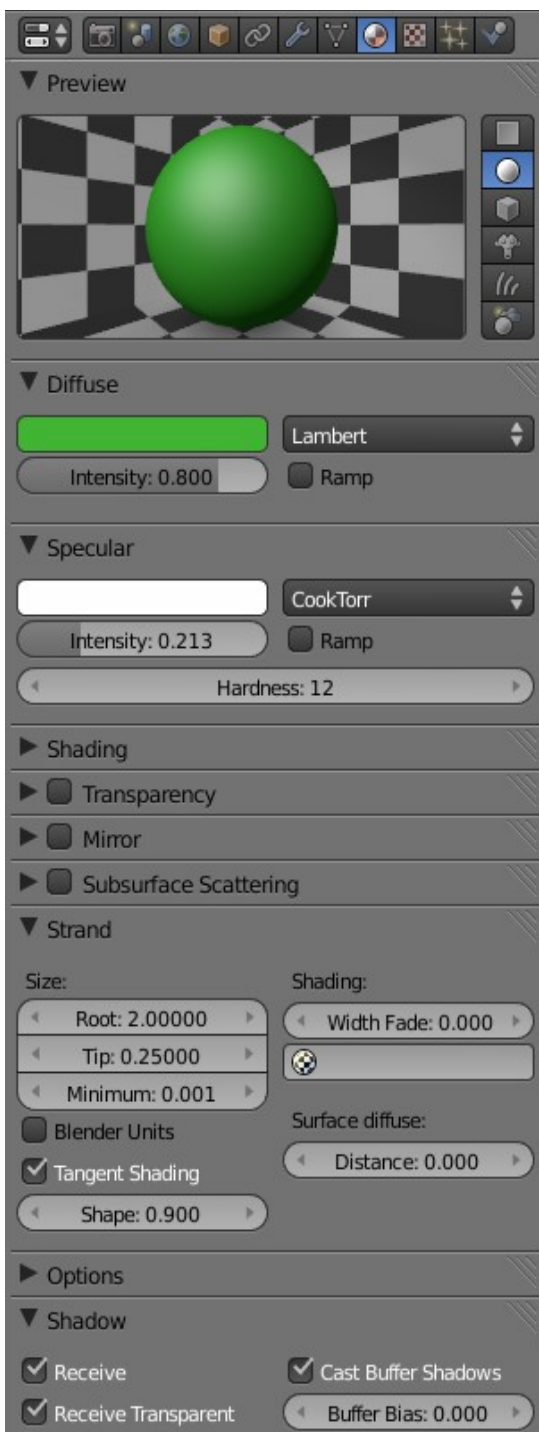 Preview
Diffuse
Lambert
Intensity: 0.800
Ramp
Specular
CookTorr
Intensity: 0.213
Ramp
Hardness: 12
Shading
Transparency
Mirror
Subsurface Scattering
Strand
Size:
Shading:
Root: 2.00000
Width Fade: 0.000
Tip: 0.25000
Minimum: 0.001
Blender Units
Surface diffuse:
Tangent Shading
Distance: 0.000
Shape: 0.900
Options
Shadow
Receive
Cast Buffer Shadows
Receive Transparent
Buffer Bias: 0.000